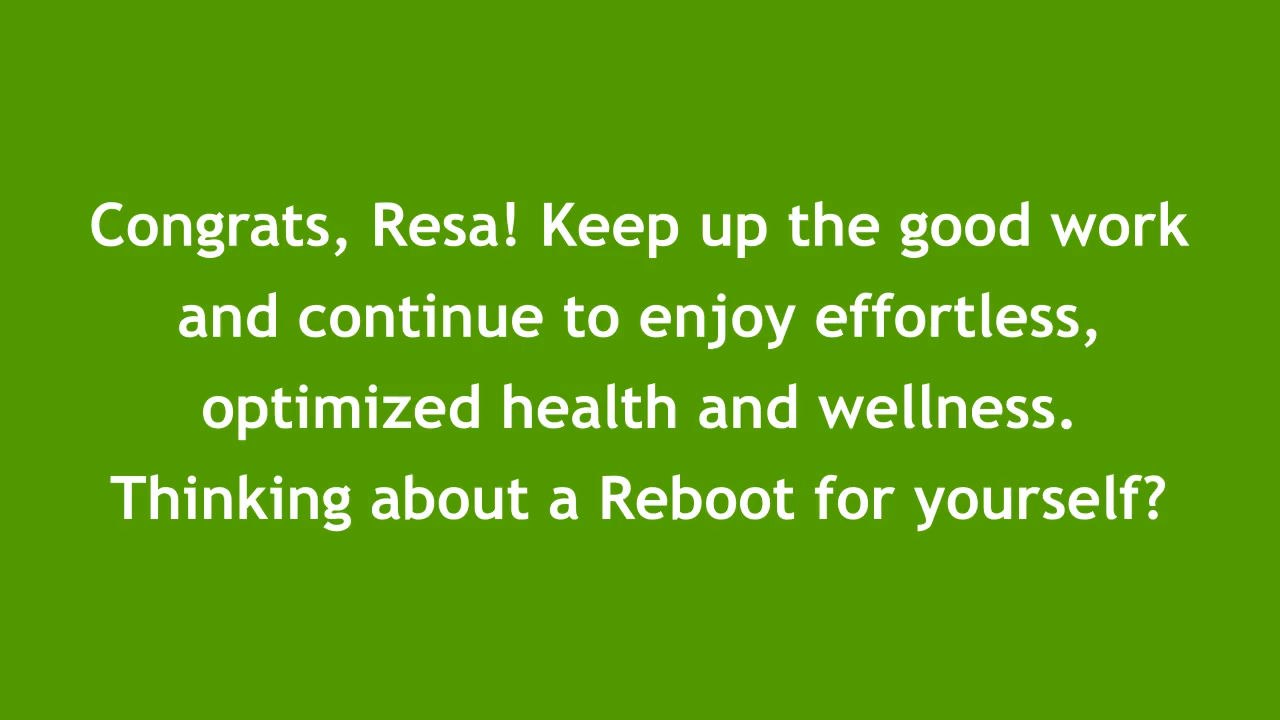 Congrats, Resa! Keep up the good work
and continue to enjoy effortless,
optimized health and wellness.
Thinking about a Reboot for yourself?